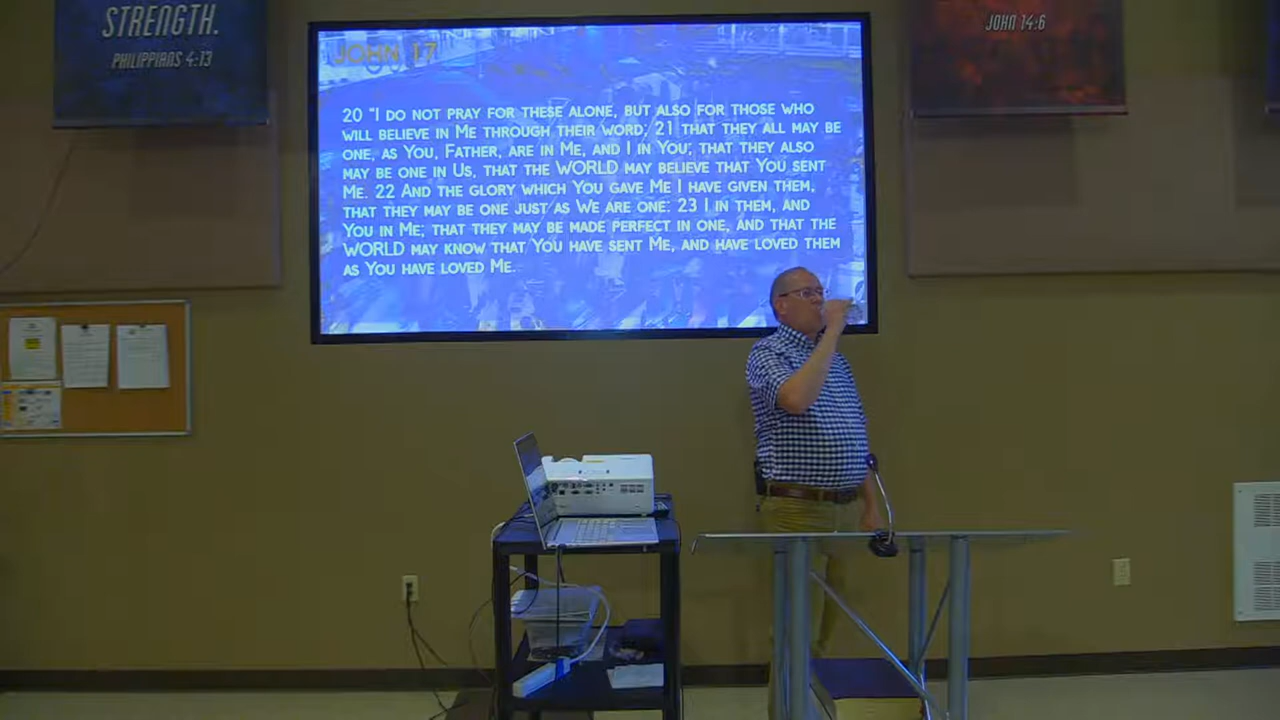 STRENGTH.
PHILIPPIANS 4:13
JOHN 14:6
JOHN 17
20 "I DO NOT PRAY FOR THESE ALONE, BUT ALSO FOR THOSE WHO
WILL BELIEVE IN ME THROUGH THEIR WORD; 21 THAT THEY ALL MAY BE
ONE, AS YOU, FATHER, ARE IN ME, AND I IN YOU; THAT THEY ALSO
MAY BE ONE IN US, THAT THE WORLD MAY BELIEVE THAT YOU SENT
ME. 22 AND THE GLORY WHICH YOU GAVE ME I HAVE GIVEN THEM,
THAT THEY MAY BE ONE JUST AS WE ARE ONE: 23 I IN THEM, AND
YOU IN ME; THAT THEY MAY BE MADE PERFECT IN ONE, AND THAT THE
WORLD MAY KNOW THAT YOU HAVE SENT ME, AND HAVE LOVED THEM
AS YOU HAVE LOVED ME.